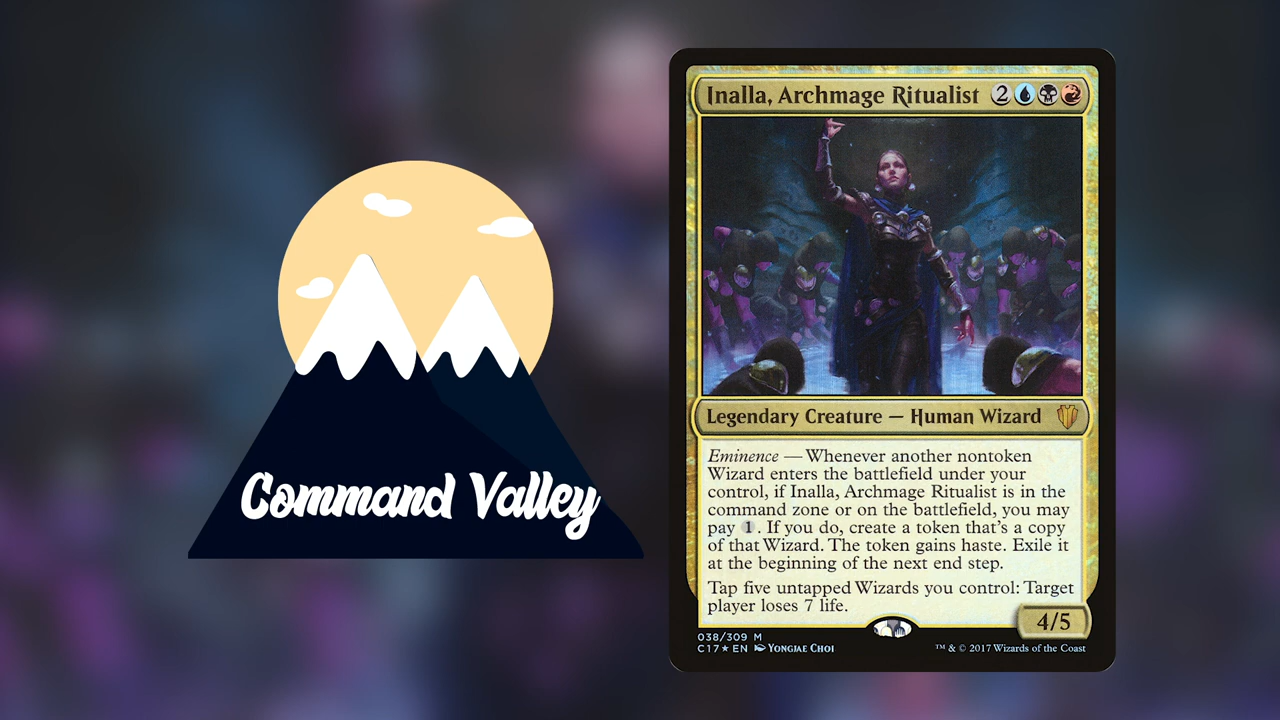 Command Valley
Inalla, Archmage Ritualist 2
Legendary Creature — Human Wizard
Eminence — Whenever another nontoken
Wizard enters the battlefield under your
control, if Inalla, Archmage Ritualist is in the
command zone or on the battlefield, you may
pay 1. If you do, create a token that's a copy
of that Wizard. The token gains haste. Exile it
at the beginning of the next end step.
Tap five untapped Wizards you control: Target
player loses 7 life.
4/5
038/309 M
C17★EN Yongjae Choi
™ & © 2017 Wizards of the Coast